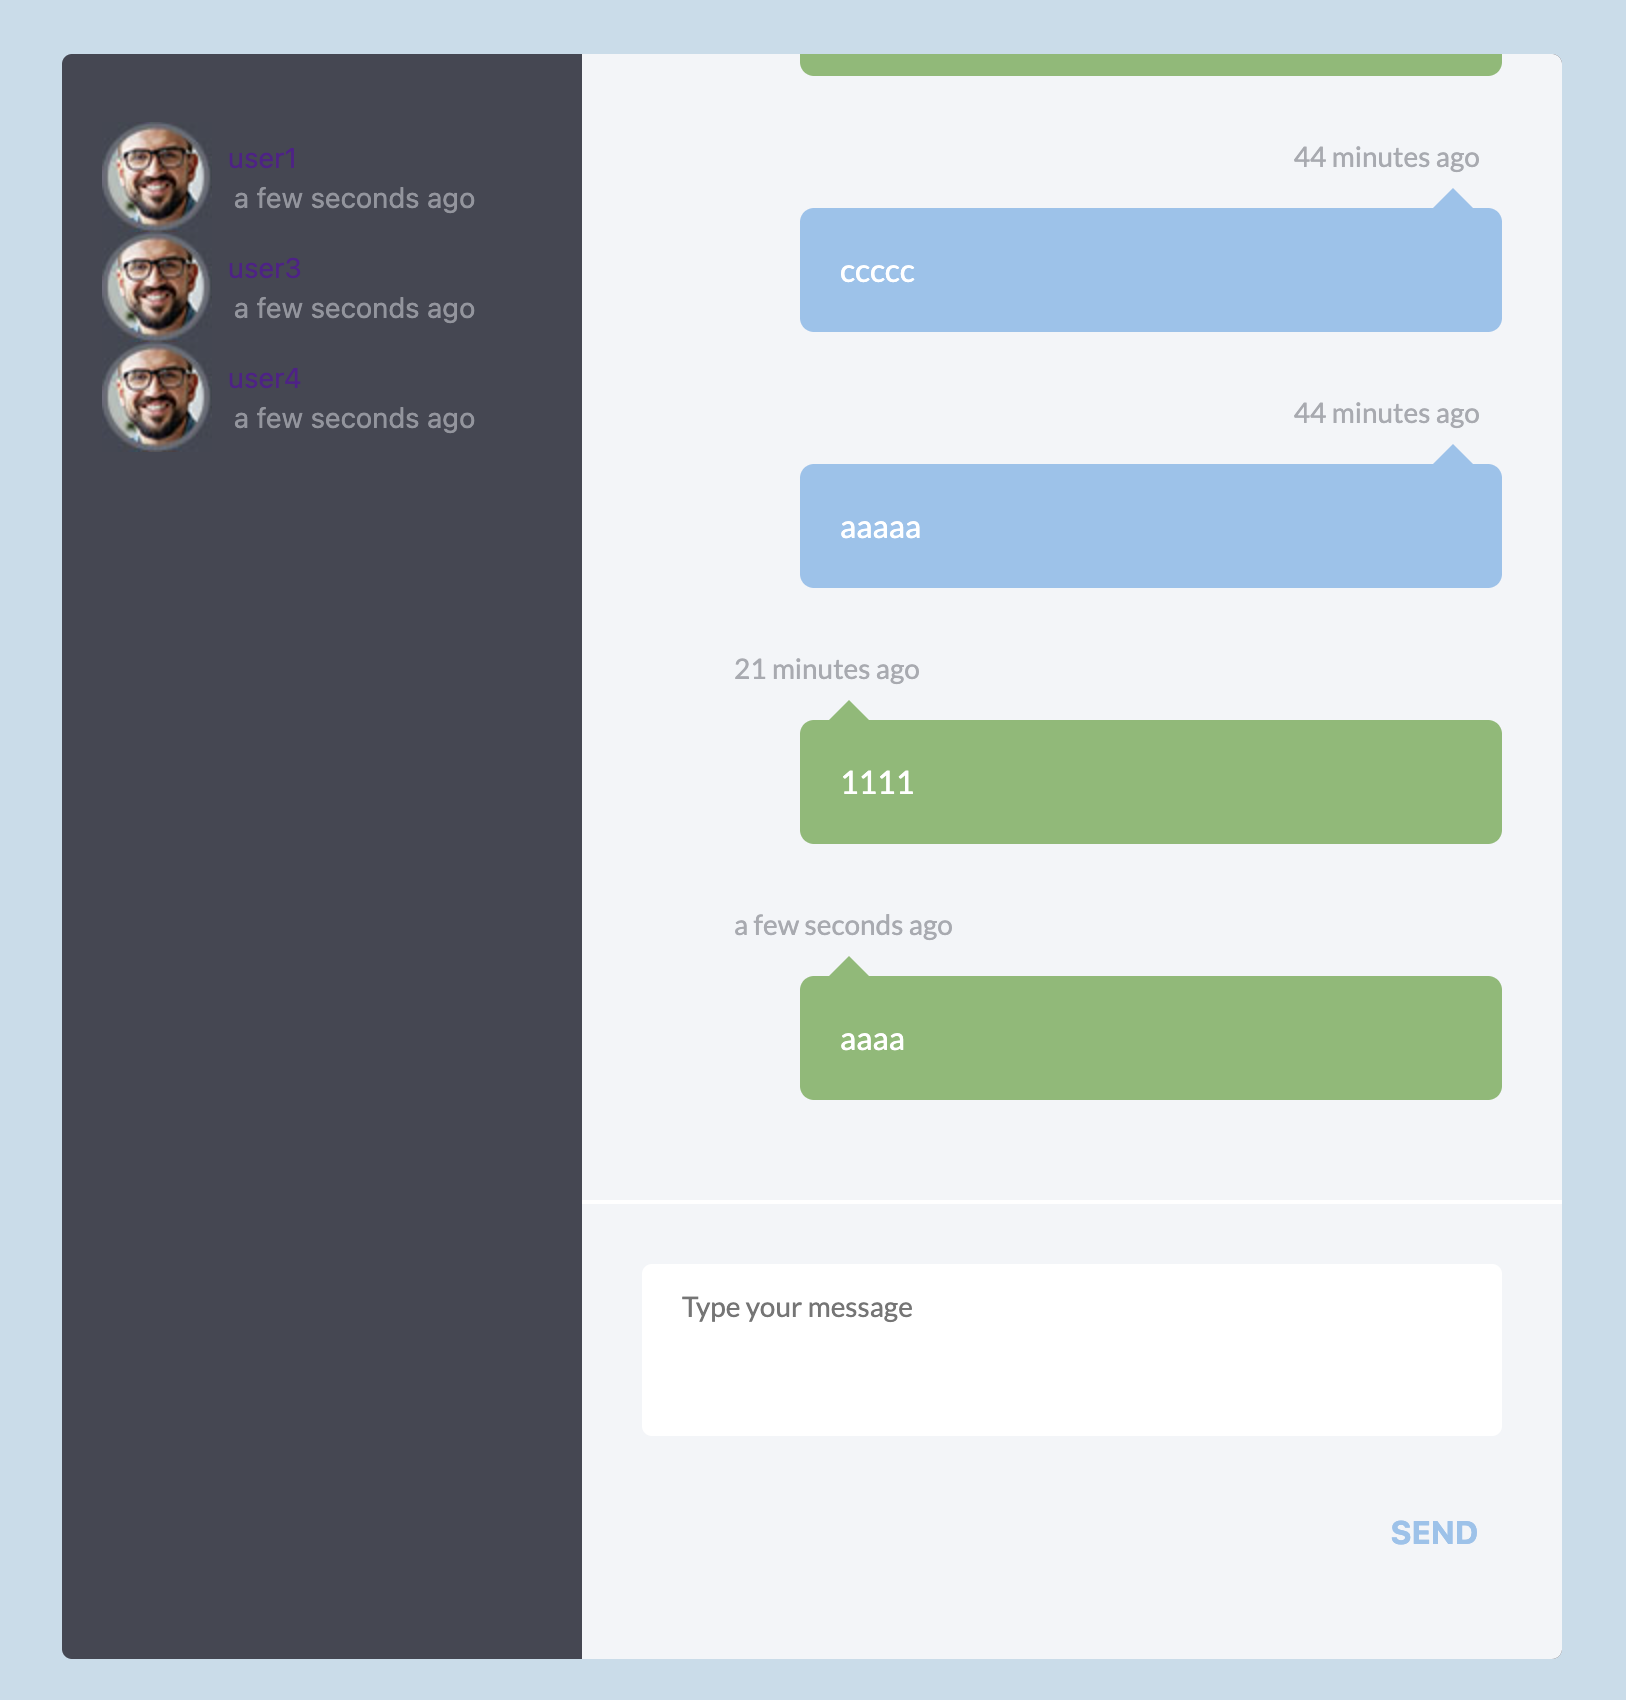 user1
a few seconds ago
user3
a few seconds ago
user4
a few seconds ago
44 minutes ago
ccccc
44 minutes ago
aaaaa
21 minutes ago
1111
a few seconds ago
aaaa
Type your message
SEND